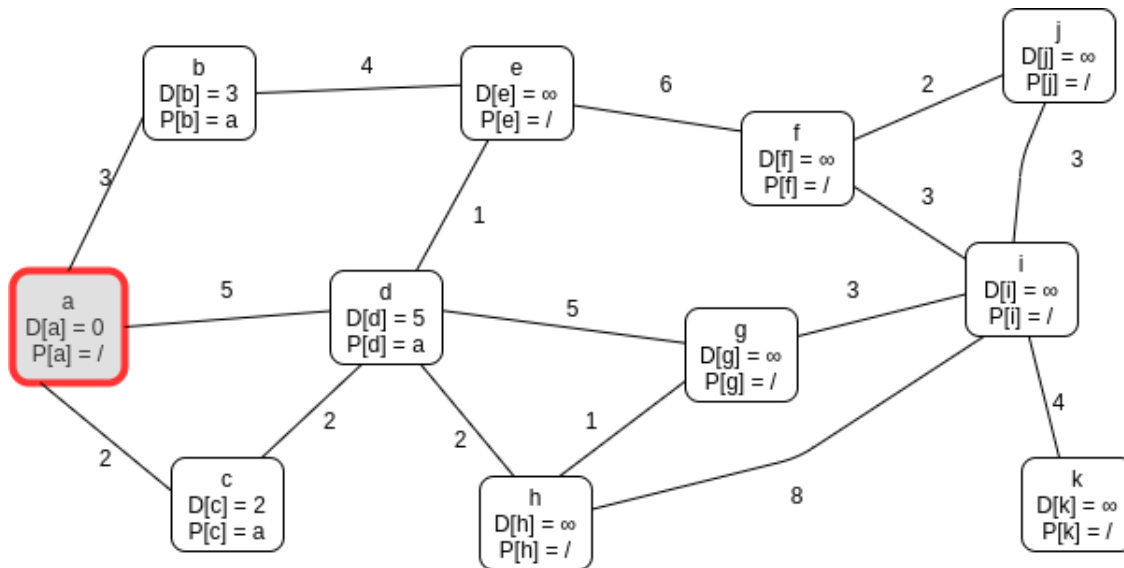 j
D[j] = ∞
P[j] = /
b
D[b] = 3
P[b] = a
4
e
D[e] = ∞
P[e] = /
6
2
f
D[f] = ∞
P[f] = /
3
3
3
1
a
D[a] = 0
P[a] = /
5
d
D[d] = 5
P[d] = a
5
g
D[g] = ∞
P[g] = /
3
i
D[i] = ∞
P[i] = /
2
c
D[c] = 2
P[c] = a
2
2
1
h
D[h] = ∞
P[h] = /
8
4
k
D[k] = ∞
P[k] = /